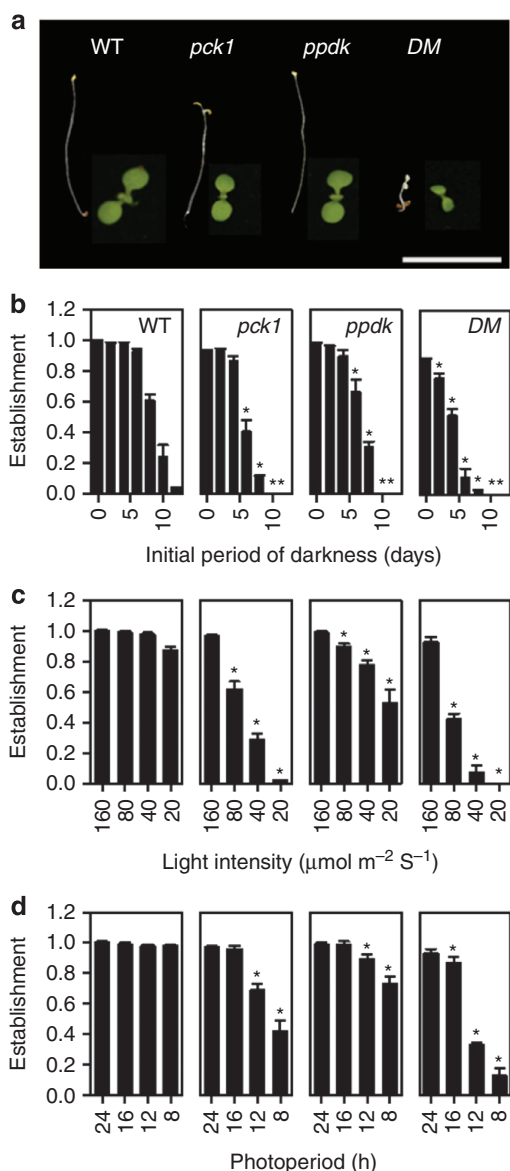 a
WT pck1 ppdk DM
b
Establishment
1.2
1.0
0.8
0.6
0.4
0.2
0.0
WT
pck1
ppdk
DM
* * **
* * **
* * * * **
0 5 10 0 5 10 0 5 10 0 5 10
Initial period of darkness (days)
c
Establishment
1.2
1.0
0.8
0.6
0.4
0.2
0.0
* * *
* * *
* * *
160 80 40 20 160 80 40 20 160 80 40 20 160 80 40 20
Light intensity (μmol m⁻² S⁻¹)
d
Establishment
1.2
1.0
0.8
0.6
0.4
0.2
0.0
* *
* *
* * *
24 16 12 8 24 16 12 8 24 16 12 8 24 16 12 8
Photoperiod (h)